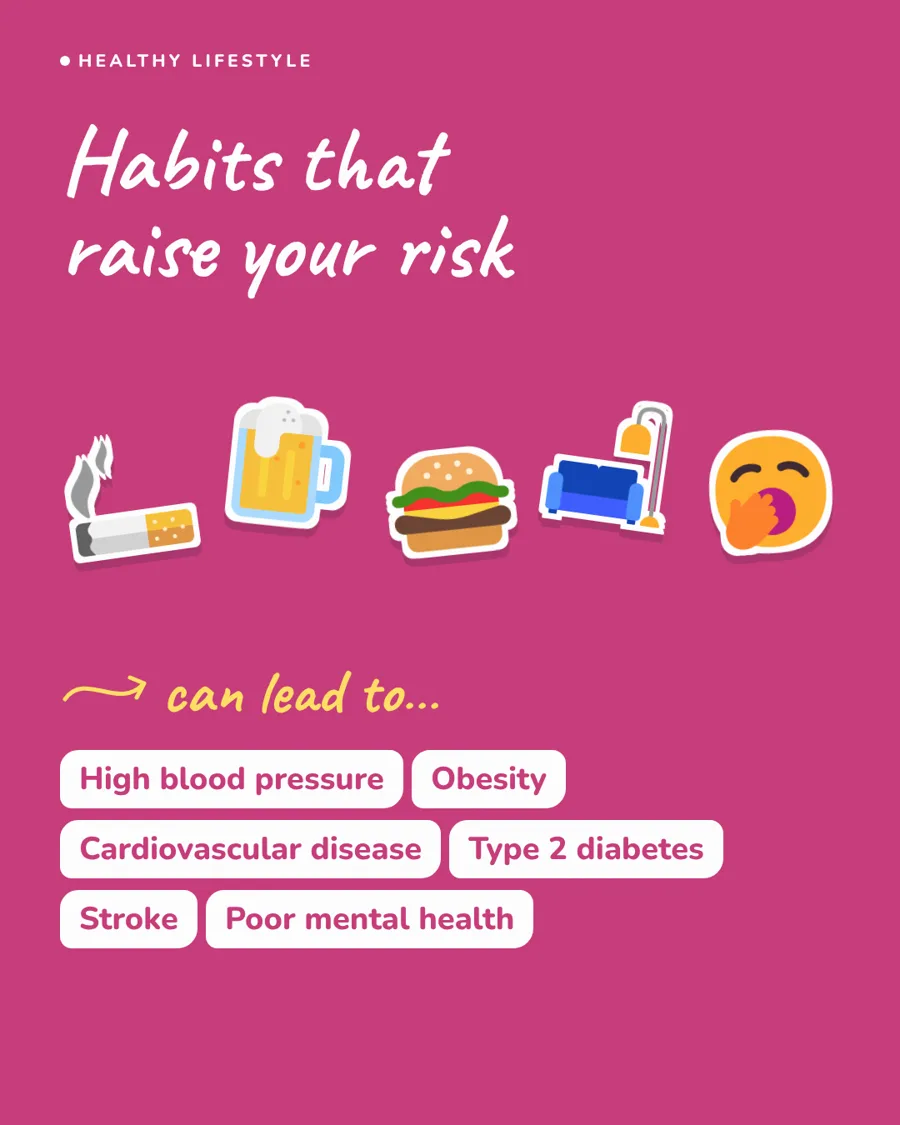 HEALTHY LIFESTYLE
Habits that
raise your risk
can lead to...
High blood pressure Obesity
Cardiovascular disease Type 2 diabetes
Stroke Poor mental health